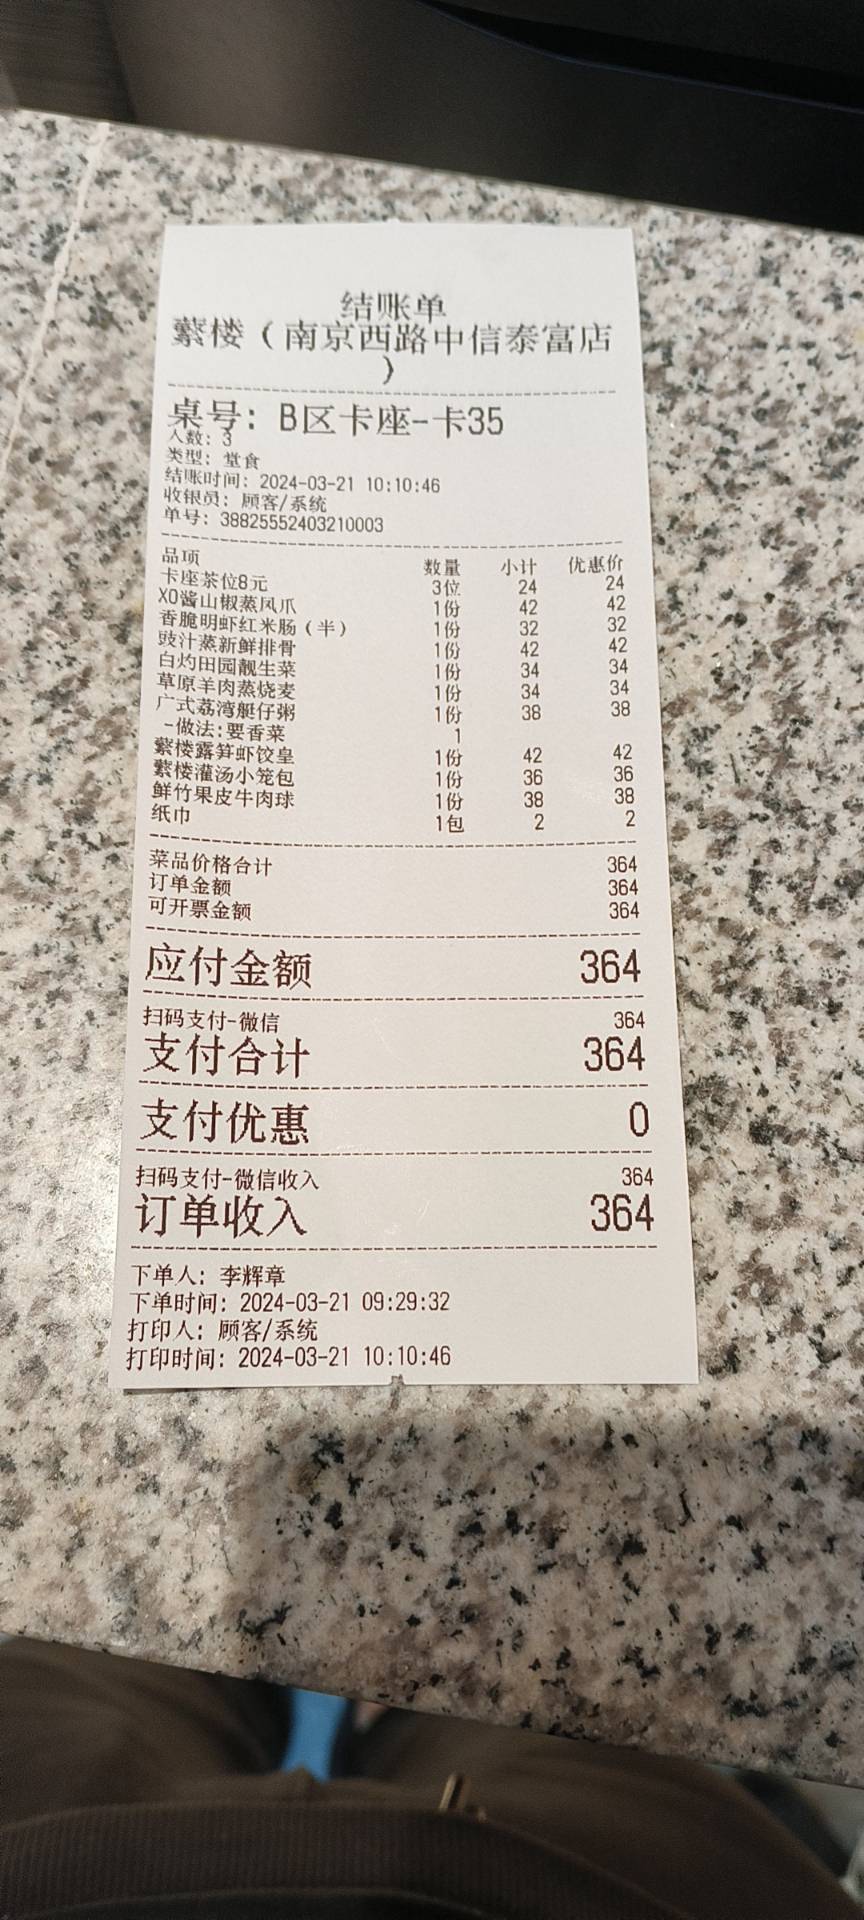 结账单
蘩楼（南京西路中信泰富店
）
桌号：B区卡座-卡35
人数：3
类型：堂食
结账时间：2024-03-21 10:10:46
收银员：顾客/系统
单号：38825552403210003
品项 数量 小计 优惠价
卡座茶位8元 3位 24 24
XO酱山椒蒸凤爪 1份 42 42
香脆明虾红米肠（半） 1份 32 32
豉汁蒸新鲜排骨 1份 42 42
白灼田园靓生菜 1份 34 34
草原羊肉蒸烧麦 1份 34 34
广式荔湾艇仔粥 1份 38 38
-做法:要香菜 1
蘩楼露笋虾饺皇 1份 42 42
蘩楼灌汤小笼包 1份 36 36
鲜竹果皮牛肉球 1份 38 38
纸巾 1包 2 2
菜品价格合计 364
订单金额 364
可开票金额 364
应付金额 364
扫码支付-微信 364
支付合计 364
支付优惠 0
扫码支付-微信收入 364
订单收入 364
下单人：李辉章
下单时间：2024-03-21 09:29:32
打印人：顾客/系统
打印时间：2024-03-21 10:10:46